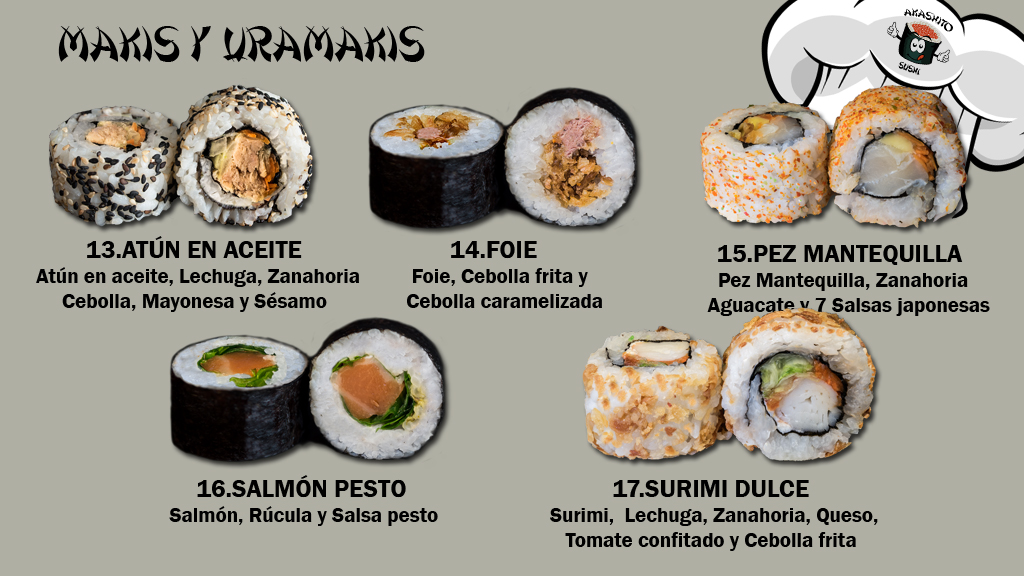 MAKIS Y URAMAKIS
AKASHITO
SUSHI
13.ATÚN EN ACEITE
Atún en aceite, Lechuga, Zanahoria
Cebolla, Mayonesa y Sésamo
14.FOIE
Foie, Cebolla frita y
Cebolla caramelizada
15.PEZ MANTEQUILLA
Pez Mantequilla, Zanahoria
Aguacate y 7 Salsas japonesas
16.SALMÓN PESTO
Salmón, Rúcula y Salsa pesto
17.SURIMI DULCE
Surimi, Lechuga, Zanahoria, Queso,
Tomate confitado y Cebolla frita